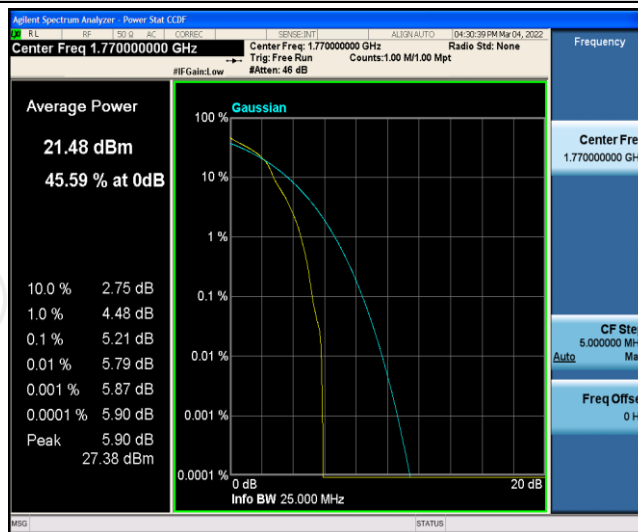 Agilent Spectrum Analyzer - Power Stat CCDF
RL RF 50 Ω AC CORREC SENSE:INT ALIGN AUTO 04:30:39 PM Mar 04, 2022
Center Freq 1.770000000 GHz
Center Freq: 1.770000000 GHz Radio Std: None
Trig: Free Run Counts:1.00 M/1.00 Mpt
#IFGain:Low #Atten: 46 dB
Frequency
Average Power
21.48 dBm
45.59 % at 0dB
10.0 % 2.75 dB
1.0 % 4.48 dB
0.1 % 5.21 dB
0.01 % 5.79 dB
0.001 % 5.87 dB
0.0001 % 5.90 dB
Peak 5.90 dB
27.38 dBm
Gaussian
100 %
10 %
1 %
0.1 %
0.01 %
0.001 %
0.0001 %
0 dB 20 dB
Info BW 25.000 MHz
Center Fre
1.770000000 GH
CF Ste
5.000000 MH
Auto Ma
Freq Offse
0 H
MSG STATUS